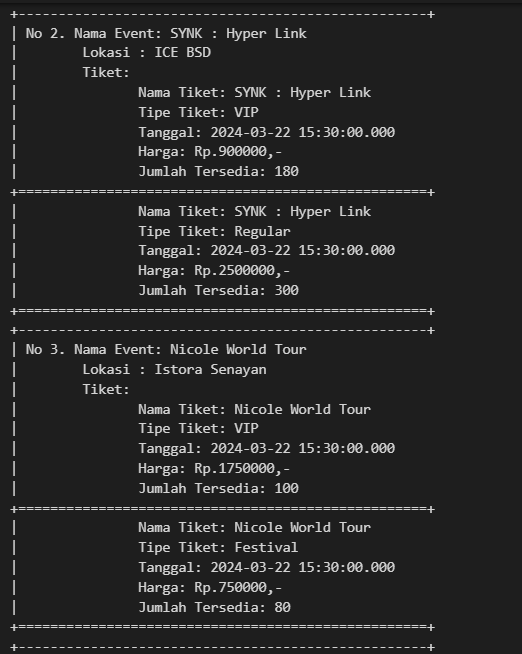 +---------------------------------------------------+
| No 2. Nama Event: SYNK : Hyper Link
|        Lokasi : ICE BSD
|        Tiket:
|               Nama Tiket: SYNK : Hyper Link
|               Tipe Tiket: VIP
|               Tanggal: 2024-03-22 15:30:00.000
|               Harga: Rp.900000,-
|               Jumlah Tersedia: 180
+===================================================+
|               Nama Tiket: SYNK : Hyper Link
|               Tipe Tiket: Regular
|               Tanggal: 2024-03-22 15:30:00.000
|               Harga: Rp.2500000,-
|               Jumlah Tersedia: 300
+===================================================+
+---------------------------------------------------+
| No 3. Nama Event: Nicole World Tour
|        Lokasi : Istora Senayan
|        Tiket:
|               Nama Tiket: Nicole World Tour
|               Tipe Tiket: VIP
|               Tanggal: 2024-03-22 15:30:00.000
|               Harga: Rp.1750000,-
|               Jumlah Tersedia: 100
+===================================================+
|               Nama Tiket: Nicole World Tour
|               Tipe Tiket: Festival
|               Tanggal: 2024-03-22 15:30:00.000
|               Harga: Rp.750000,-
|               Jumlah Tersedia: 80
+===================================================+
+---------------------------------------------------+